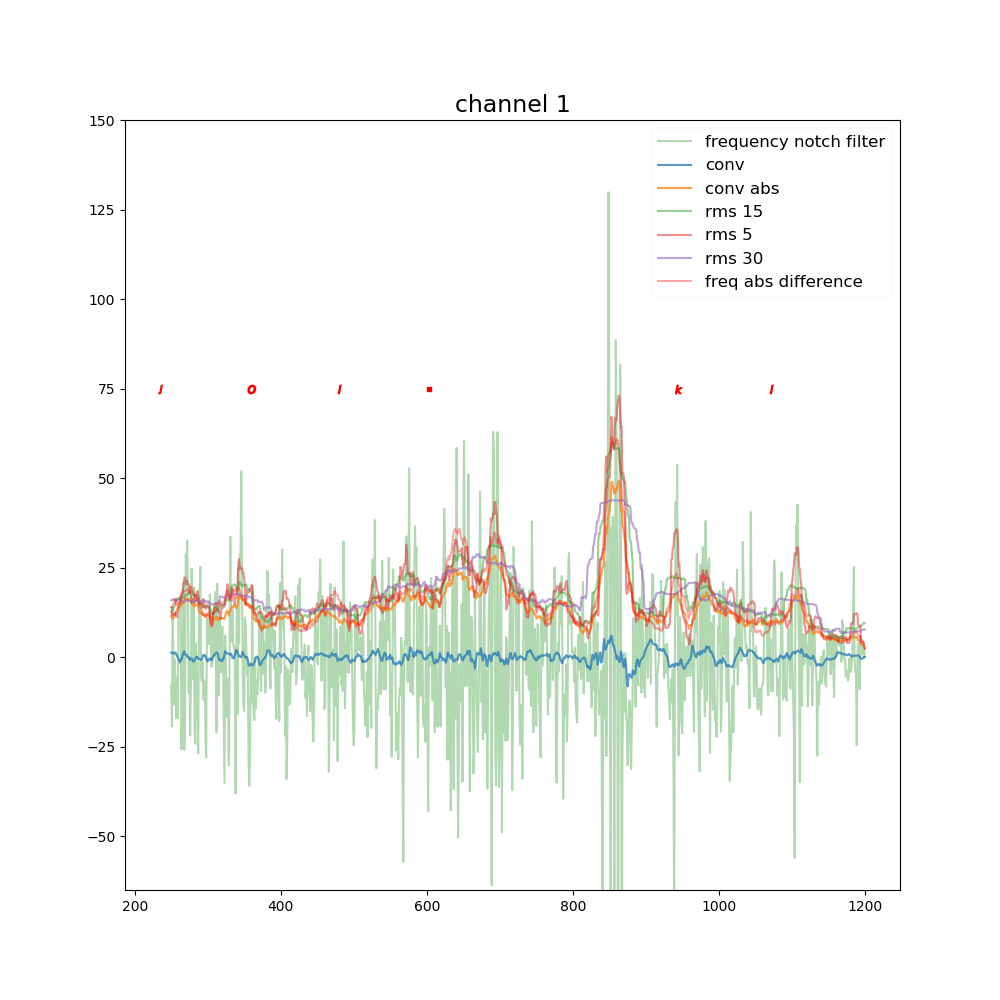 channel 1
150
125
100
75
50
25
0
−25
−50
200 400 600 800 1000 1200
frequency notch filter
conv
conv abs
rms 15
rms 5
rms 30
freq abs difference
J O I ▪ k I